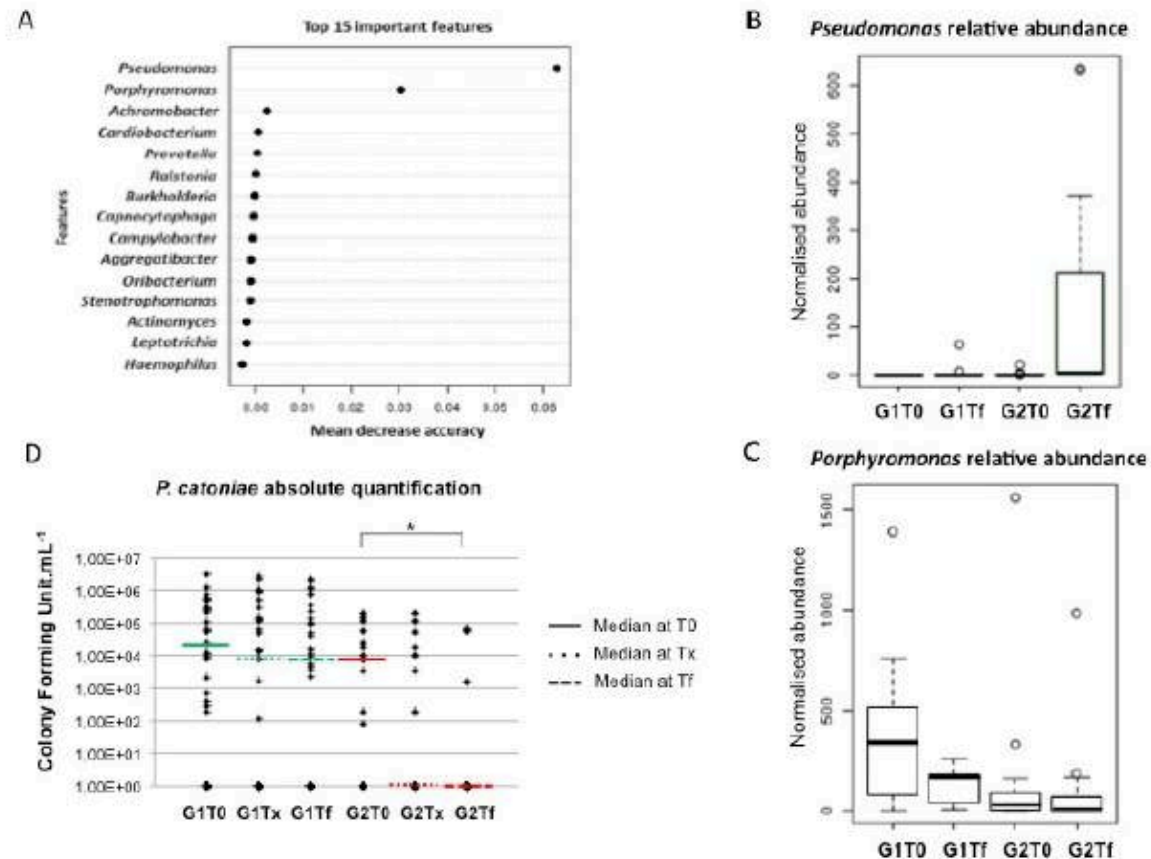 A
Top 15 important features
Features
Pseudomonas
Porphyromonas
Achromobacter
Cardiobacterium
Prevotella
Ralstonia
Burkholderia
Capnocytophaga
Campylobacter
Aggregatibacter
Oribacterium
Stenotrophomonas
Actinomyces
Leptotrichia
Haemophilus
0.00 0.01 0.02 0.03 0.04 0.05 0.06
Mean decrease accuracy
B
Pseudomonas relative abundance
Normalised abundance
600
500
400
300
200
100
0
G1T0 G1Tf G2T0 G2Tf
D
P. catoniae absolute quantification
*
Colony Forming Unit.mL-1
1,00E+07
1,00E+06
1,00E+05
1,00E+04
1,00E+03
1,00E+02
1,00E+01
1,00E+00
G1T0 G1Tx G1Tf G2T0 G2Tx G2Tf
Median at T0
Median at Tx
Median at Tf
C
Porphyromonas relative abundance
Normalised abundance
1500
1000
500
0
G1T0 G1Tf G2T0 G2Tf